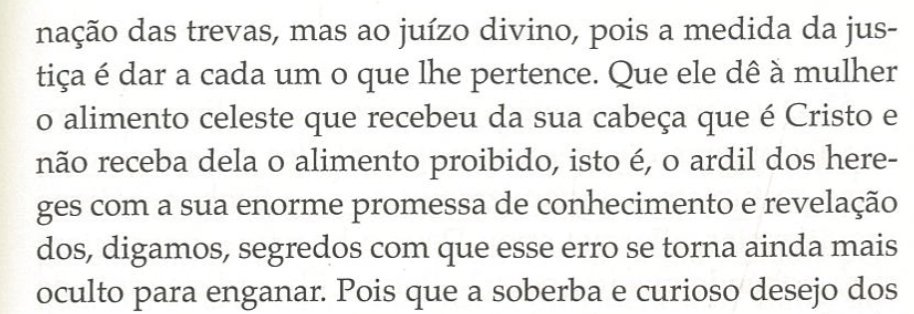 nação das trevas, mas ao juízo divino, pois a medida da jus-
tiça é dar a cada um o que lhe pertence. Que ele dê à mulher
o alimento celeste que recebeu da sua cabeça que é Cristo e
não receba dela o alimento proibido, isto é, o ardil dos here-
ges com a sua enorme promessa de conhecimento e revelação
dos, digamos, segredos com que esse erro se torna ainda mais
oculto para enganar. Pois que a soberba e curioso desejo dos